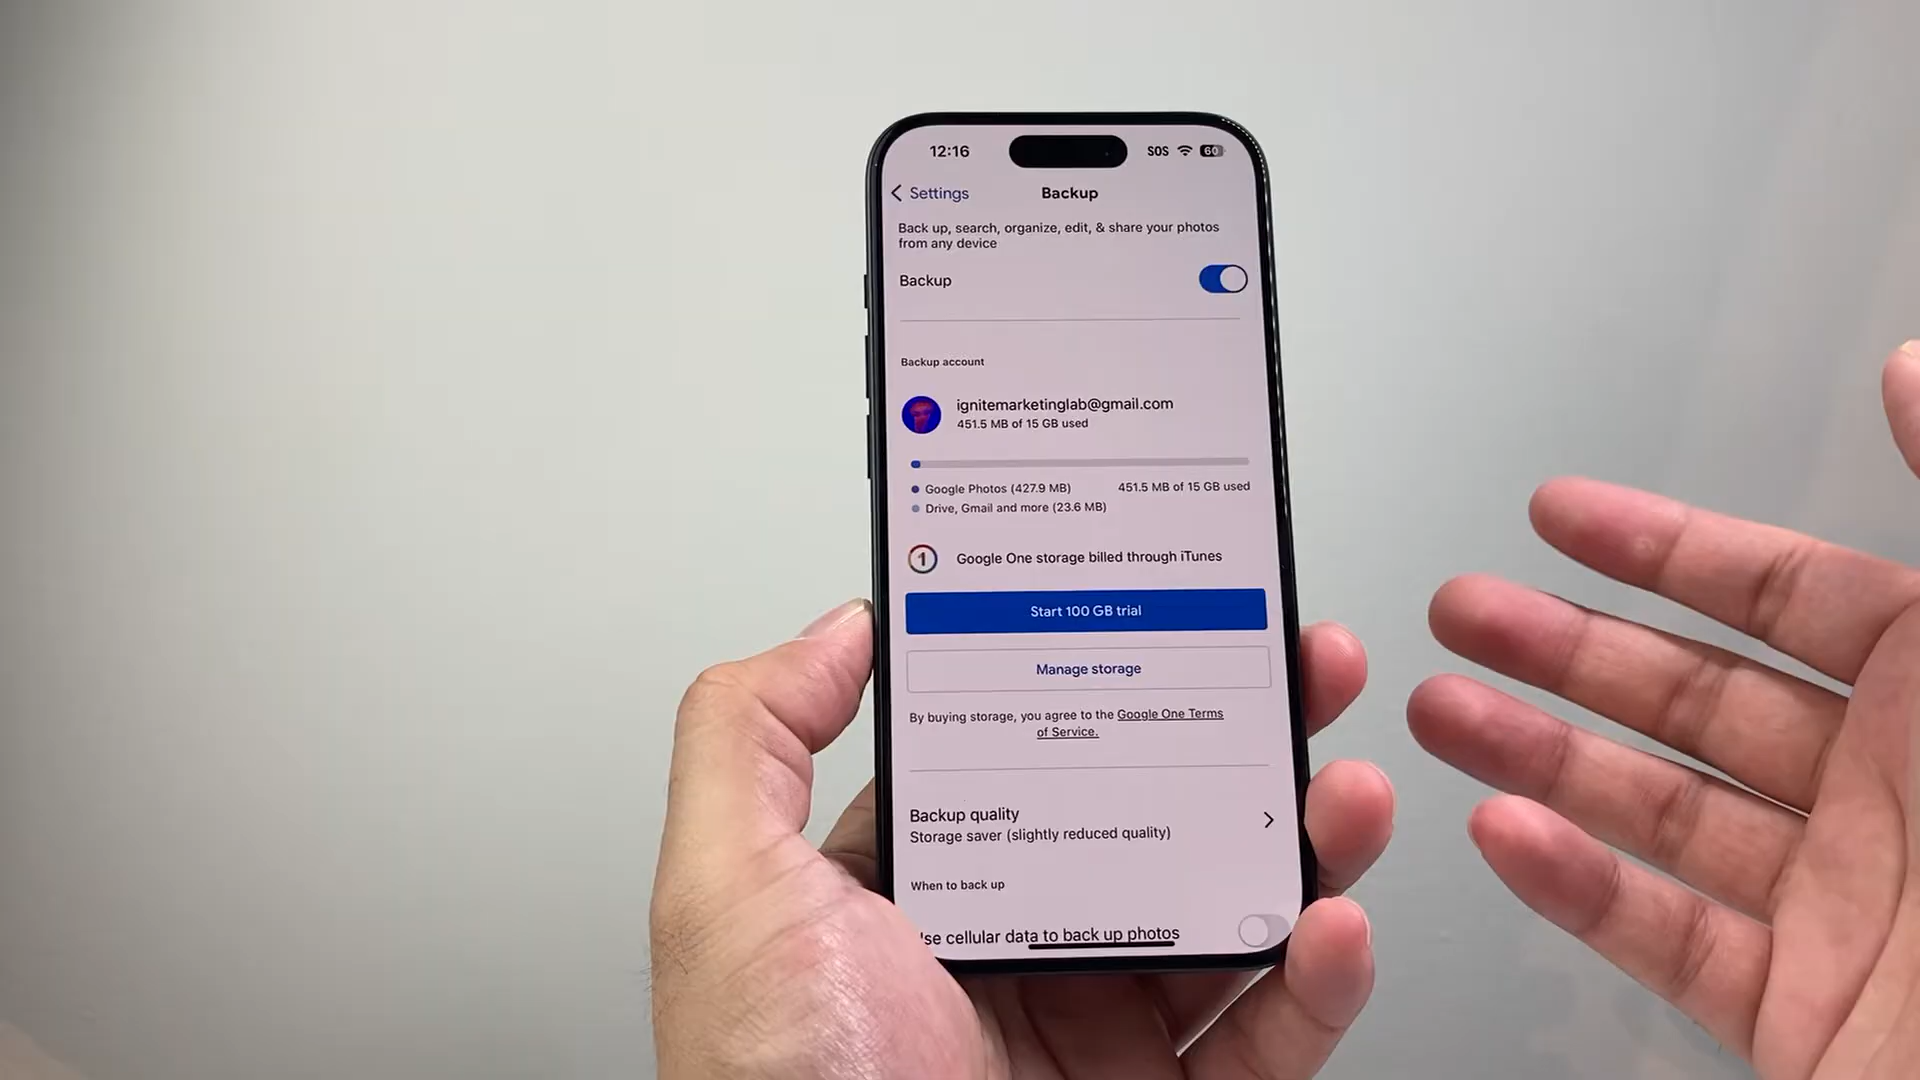 12:16
SOS
60
Settings
Backup
Back up, search, organize, edit, & share your photos
from any device
Backup
Backup account
ignitemarketinglab@gmail.com
451.5 MB of 15 GB used
Google Photos (427.9 MB)
451.5 MB of 15 GB used
Drive, Gmail and more (23.6 MB)
1
Google One storage billed through iTunes
Start 100 GB trial
Manage storage
By buying storage, you agree to the Google One Terms
of Service.
Backup quality
Storage saver (slightly reduced quality)
When to back up
se cellular data to back up photos